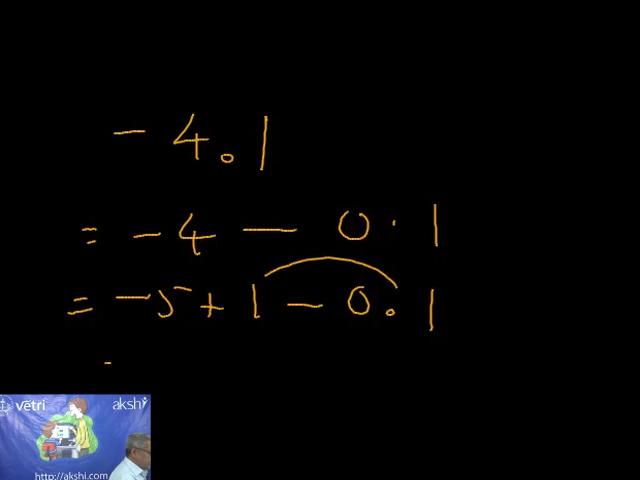 - 4.1
= - 4 - 0.1
= - 5 + 1 - 0.1
-
vetri akshi
http://akshi.com